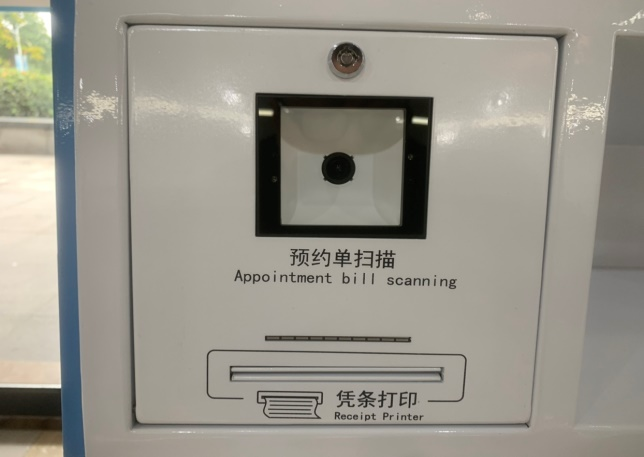 预约单扫描
Appointment bill scanning
凭条打印
Receipt Printer